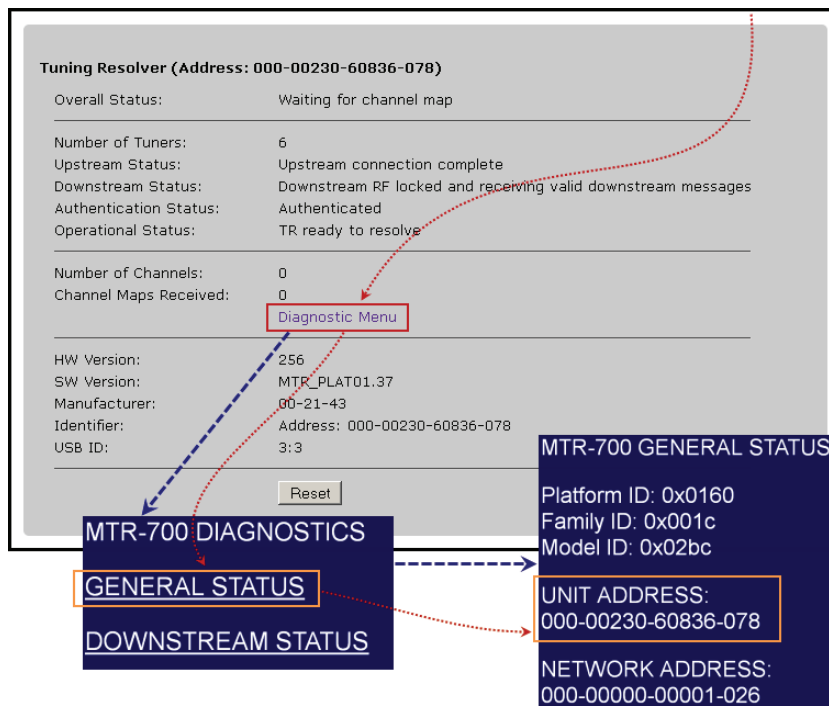 Tuning Resolver (Address: 000-00230-60836-078)
Overall Status: Waiting for channel map
Number of Tuners: 6
Upstream Status: Upstream connection complete
Downstream Status: Downstream RF locked and receiving valid downstream messages
Authentication Status: Authenticated
Operational Status: TR ready to resolve
Number of Channels: 0
Channel Maps Received: 0
Diagnostic Menu
HW Version: 256
SW Version: MTR_PLAT01.37
Manufacturer: 00-21-43
Identifier: Address: 000-00230-60836-078
USB ID: 3:3
Reset
MTR-700 DIAGNOSTICS
GENERAL STATUS
DOWNSTREAM STATUS
MTR-700 GENERAL STATUS
Platform ID: 0x0160
Family ID: 0x001c
Model ID: 0x02bc
UNIT ADDRESS:
000-00230-60836-078
NETWORK ADDRESS:
000-00000-00001-026